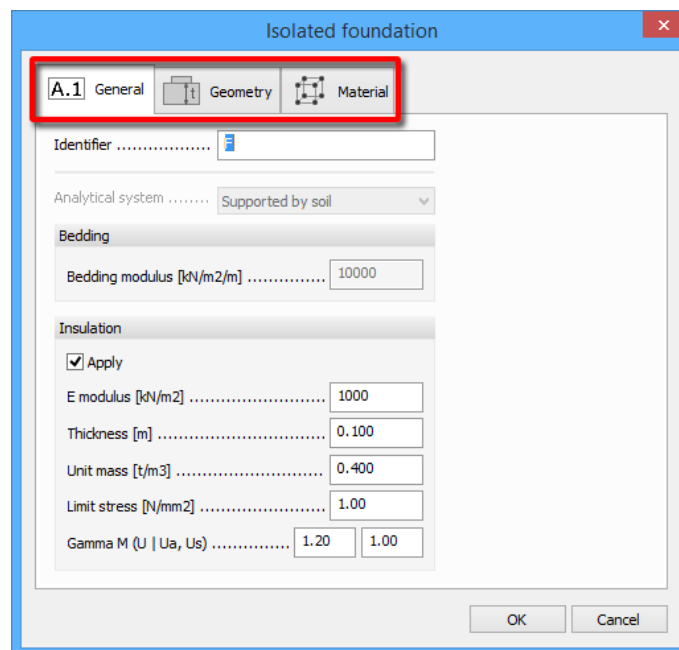 Isolated foundation
A.1 General t Geometry Material
Identifier .................. F
Analytical system ........ Supported by soil
Bedding
Bedding modulus [kN/m2/m] ............... 10000
Insulation
Apply
E modulus [kN/m2] .......................... 1000
Thickness [m] ................................ 0.100
Unit mass [t/m3] ............................ 0.400
Limit stress [N/mm2] ........................ 1.00
Gamma M (U | Ua, Us) ............... 1.20 1.00
OK Cancel